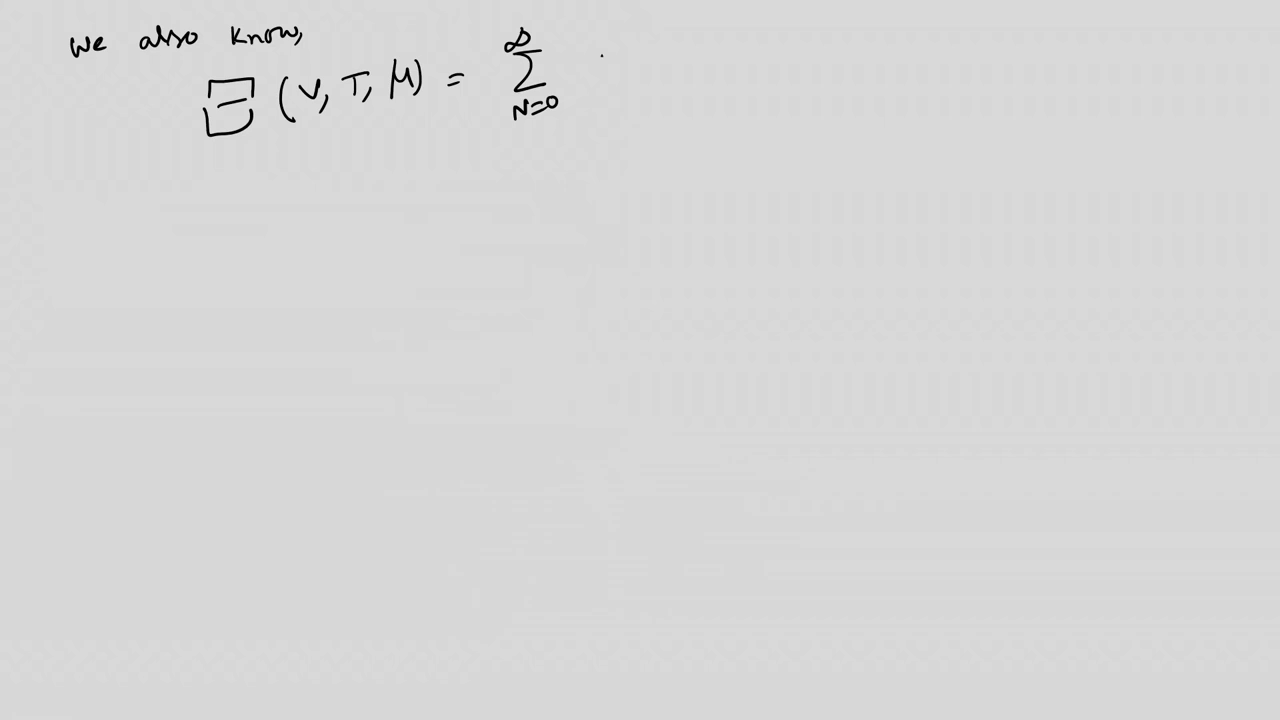 we also know,
Ξ (V, T, μ) = ∑_{N=0}^{∞}